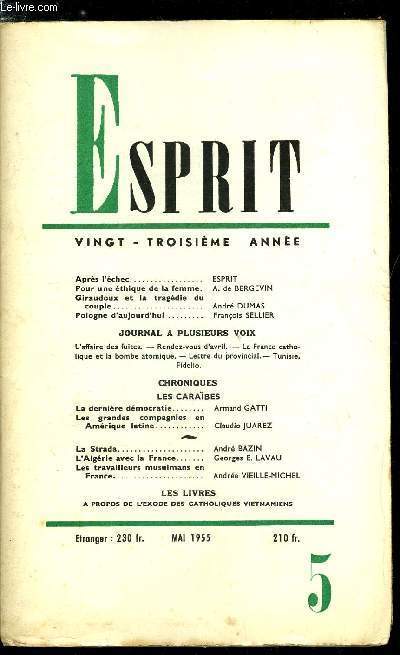 Le-livre.com
ESPRIT
VINGT - TROISIÈME ANNÉE
Après l'échec .................. ESPRIT
Pour une éthique de la femme. A. de BERGEVIN
Giraudoux et la tragédie du
couple ....................... André DUMAS
Pologne d'aujourd'hui ......... François SELLIER
JOURNAL A PLUSIEURS VOIX
L'affaire des fuites. — Rendez-vous d'avril. — La France catho-
lique et la bombe atomique. — Lettre du provincial. — Tunisie.
Fidelio.
CHRONIQUES
LES CARAÏBES
La dernière démocratie ........ Armand GATTI
Les grandes compagnies en
Amérique latine ............ Claudio JUAREZ
La Strada ..................... André BAZIN
L'Algérie avec la France ....... Georges E. LAVAU
Les travailleurs musulmans en
France ....................... Andrée VIEILLE-MICHEL
LES LIVRES
A PROPOS DE L'EXODE DES CATHOLIQUES VIETNAMIENS
Etranger : 230 fr. MAI 1955 210 fr.
5